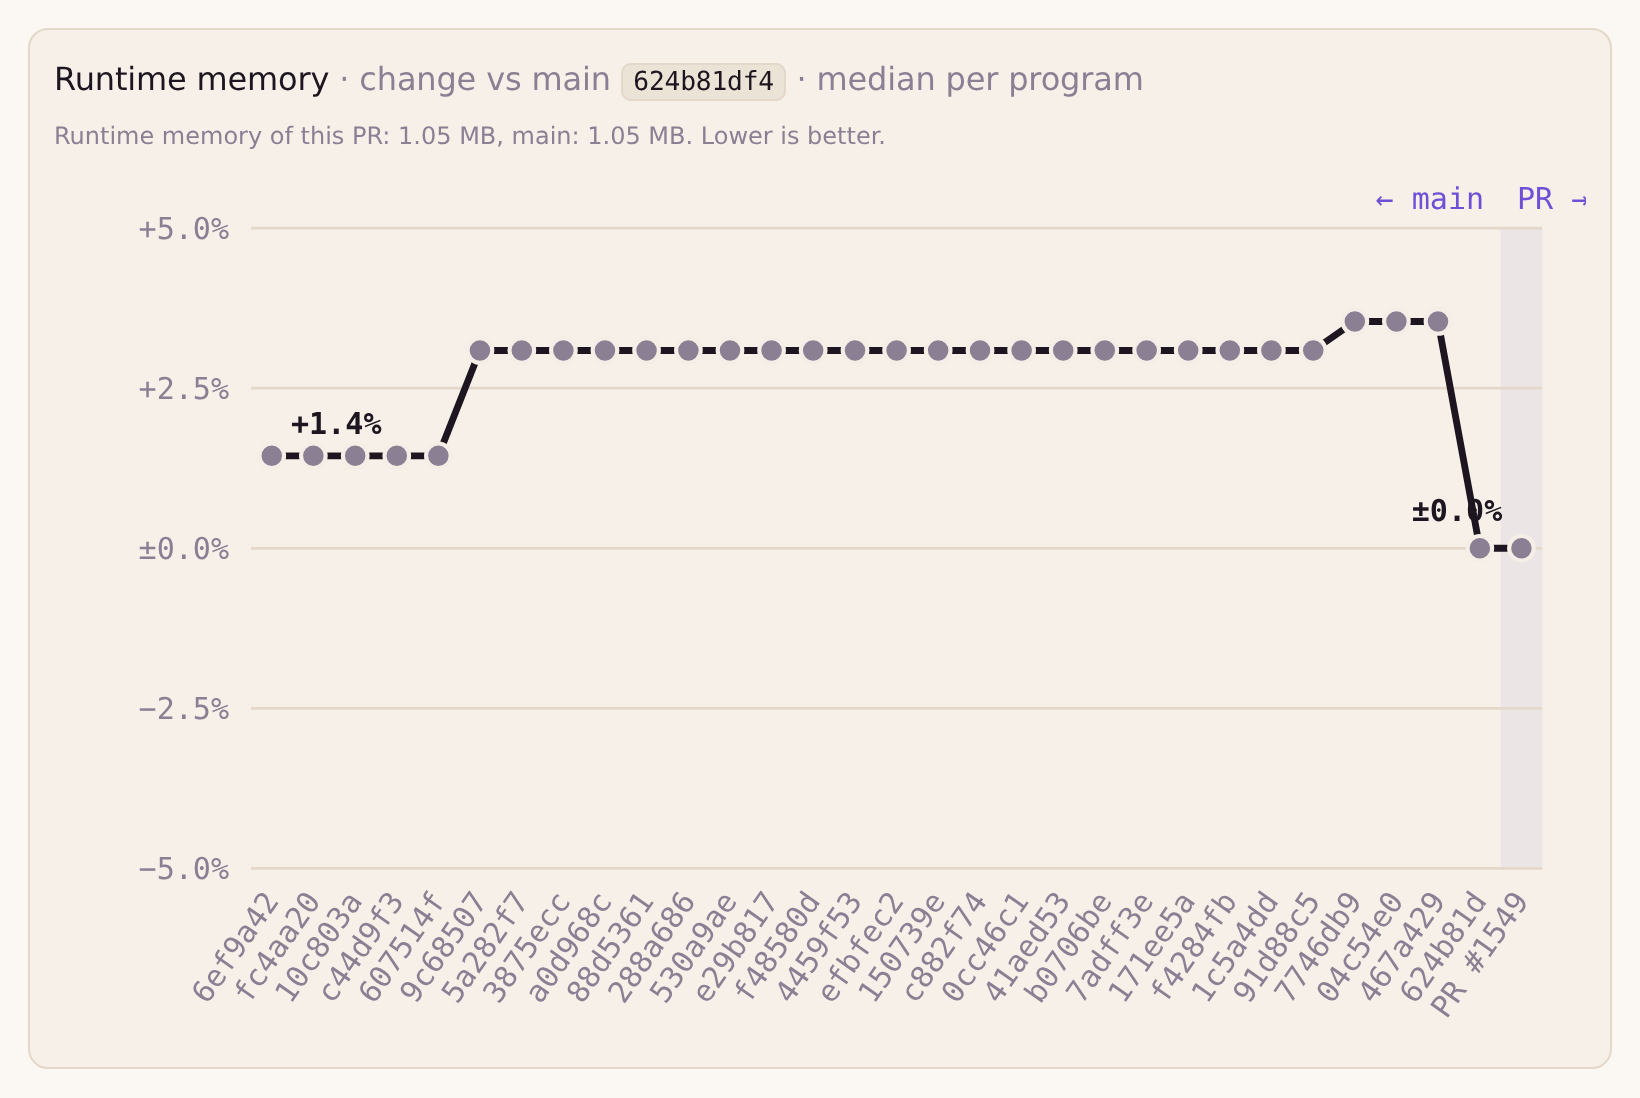 Runtime memory · change vs main 624b81df4 · median per program
Runtime memory of this PR: 1.05 MB, main: 1.05 MB. Lower is better.
← main PR →
+5.0%
+2.5%
+1.4%
±0.0%
±0.0%
−2.5%
−5.0%
6ef9a42
fc4aa20
10c803a
c44d9f3
607514f
9c68507
5a282f7
3875ecc
a0d968c
88d5361
288a686
530a9ae
e29b817
f48580d
4459f53
efbfec2
150739e
c882f74
0cc46c1
41aed53
b0706be
7adff3e
171ee5a
f4284fb
1c5a4dd
91d88c5
7746db9
04c54e0
467a429
624b81d
PR #1549